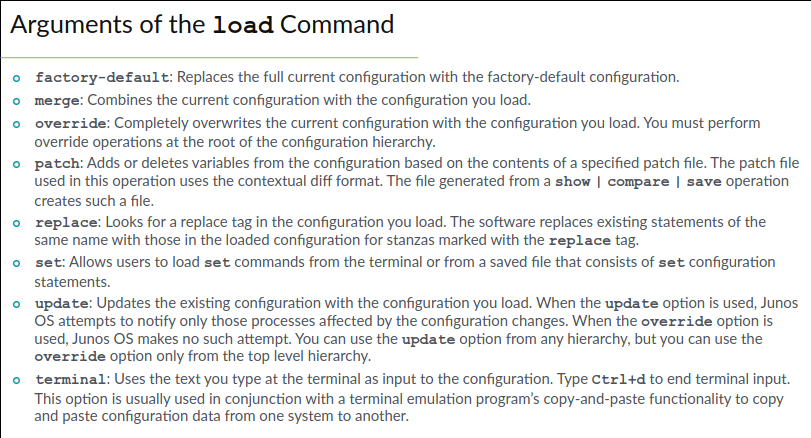 Arguments of the load Command
factory-default: Replaces the full current configuration with the factory-default configuration.
merge: Combines the current configuration with the configuration you load.
override: Completely overwrites the current configuration with the configuration you load. You must perform
override operations at the root of the configuration hierarchy.
patch: Adds or deletes variables from the configuration based on the contents of a specified patch file. The patch file
used in this operation uses the contextual diff format. The file generated from a show | compare | save operation
creates such a file.
replace: Looks for a replace tag in the configuration you load. The software replaces existing statements of the
same name with those in the loaded configuration for stanzas marked with the replace tag.
set: Allows users to load set commands from the terminal or from a saved file that consists of set configuration
statements.
update: Updates the existing configuration with the configuration you load. When the update option is used, Junos
OS attempts to notify only those processes affected by the configuration changes. When the override option is
used, Junos OS makes no such attempt. You can use the update option from any hierarchy, but you can use the
override option only from the top level hierarchy.
terminal: Uses the text you type at the terminal as input to the configuration. Type Ctrl+d to end terminal input.
This option is usually used in conjunction with a terminal emulation program's copy-and-paste functionality to copy
and paste configuration data from one system to another.